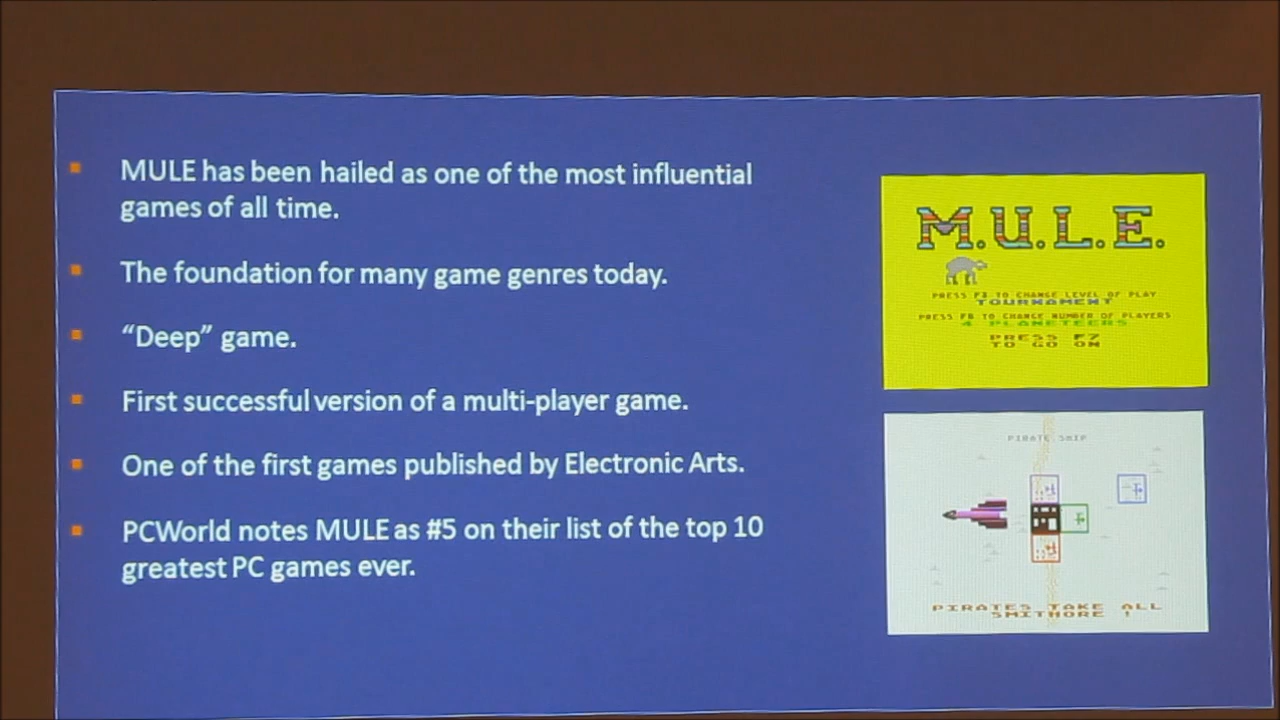 MULE has been hailed as one of the most influential
games of all time.
The foundation for many game genres today.
“Deep” game.
First successful version of a multi-player game.
One of the first games published by Electronic Arts.
PCWorld notes MULE as #5 on their list of the top 10
greatest PC games ever.
M.U.L.E.
PRESS F1 TO CHANGE LEVEL OF PLAY
TOURNAMENT
PRESS F6 TO CHANGE NUMBER OF PLAYERS
4 PLANETEERS
PRESS F7
TO GO ON
PIRATE SHIP
PIRATES TAKE ALL
SMITHORE !